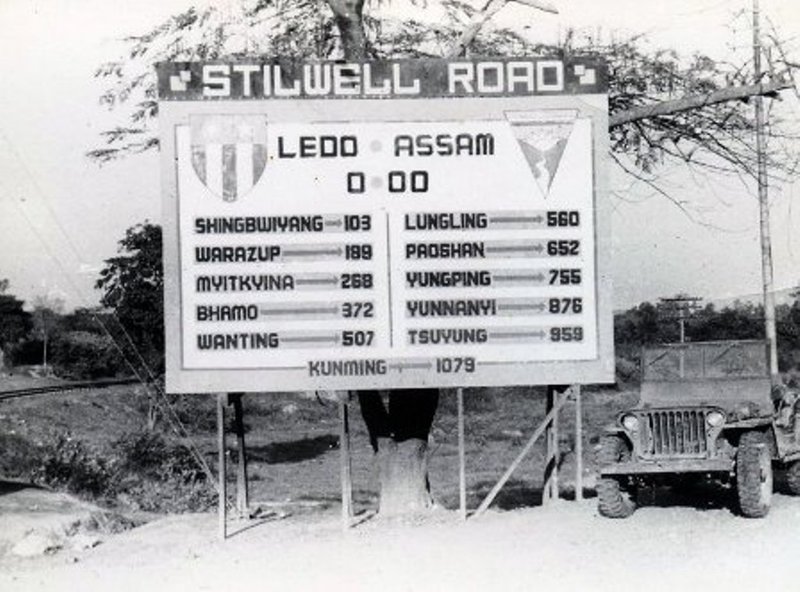 STILWELL ROAD
LEDO ASSAM
0 00
SHINGBWIYANG 103
WARAZUP 189
MYITKYINA 268
BHAMO 372
WANTING 507
LUNGLING 560
PAOSHAN 652
YUNGPING 755
YUNNANYI 876
TSUYUNG 959
KUNMING 1079